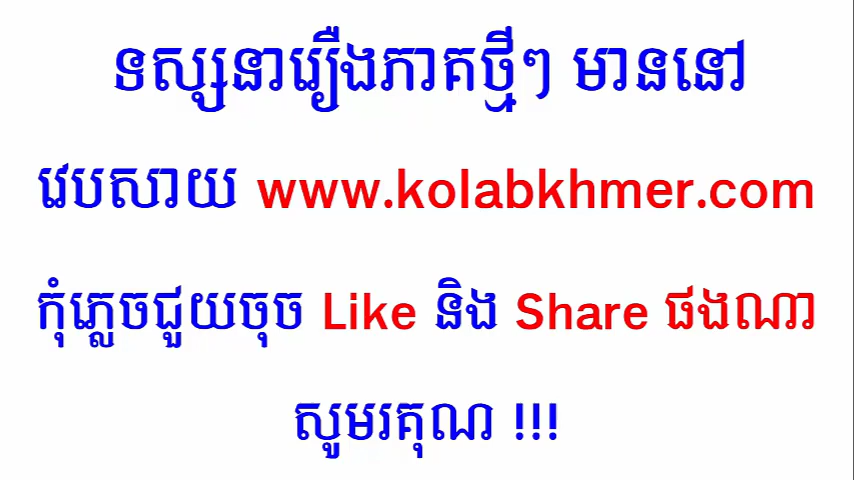 ទស្សនារឿងភាគថ្មីៗ មាននៅ
វេបសាយ www.kolabkhmer.com
កុំភ្លេចជួយចុច Like និង Share ផងណា
សូមរគុណ !!!